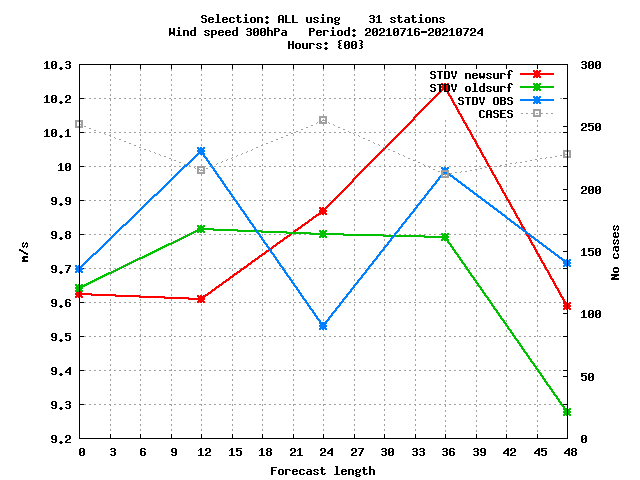 Selection: ALL using    31 stations
Wind speed 300hPa   Period: 20210716-20210724
Hours: {00}
10.3
10.2
10.1
10
9.9
9.8
9.7
9.6
9.5
9.4
9.3
9.2
m/s
STDV newsurf
STDV oldsurf
STDV OBS
CASES
300
250
200
150
100
50
0
No cases
0 3 6 9 12 15 18 21 24 27 30 33 36 39 42 45 48
Forecast length